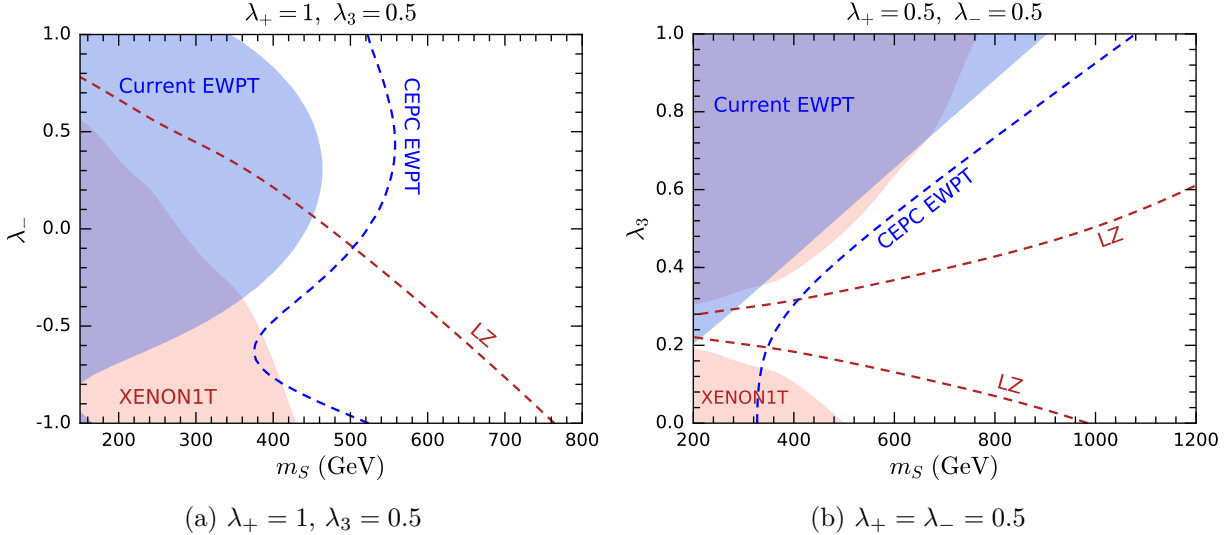 λ₊ = 1, λ₃ = 0.5
1.0
0.5
0.0
-0.5
-1.0
λ₋
Current EWPT
CEPC EWPT
LZ
XENON1T
200 300 400 500 600 700 800
m_S (GeV)
(a) λ₊ = 1, λ₃ = 0.5
λ₊ = 0.5, λ₋ = 0.5
1.0
0.8
0.6
0.4
0.2
0.0
λ₃
Current EWPT
CEPC EWPT
LZ
LZ
XENON1T
200 400 600 800 1000 1200
m_S (GeV)
(b) λ₊ = λ₋ = 0.5